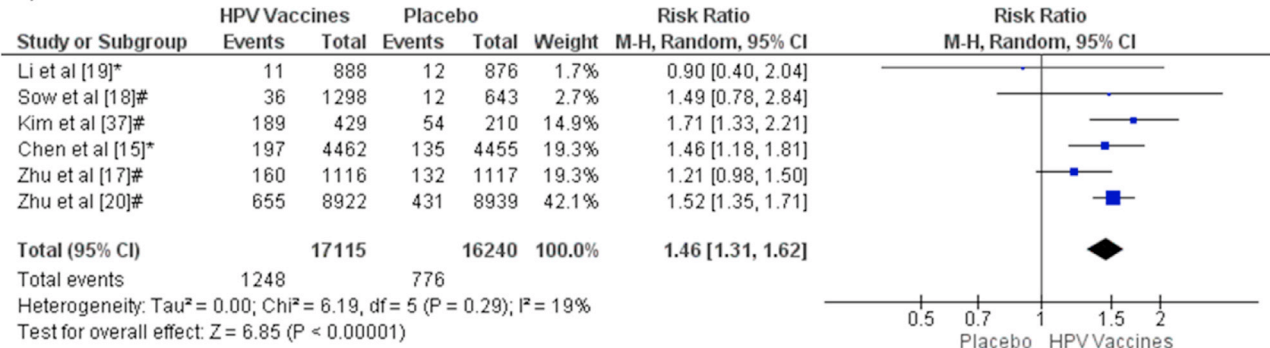 HPV Vaccines Placebo Risk Ratio Risk Ratio
Study or Subgroup Events Total Events Total Weight M-H, Random, 95% CI M-H, Random, 95% CI
Li et al [19]* 11 888 12 876 1.7% 0.90 [0.40, 2.04]
Sow et al [18]# 36 1298 12 643 2.7% 1.49 [0.78, 2.84]
Kim et al [37]# 189 429 54 210 14.9% 1.71 [1.33, 2.21]
Chen et al [15]* 197 4462 135 4455 19.3% 1.46 [1.18, 1.81]
Zhu et al [17]# 160 1116 132 1117 19.3% 1.21 [0.98, 1.50]
Zhu et al [20]# 655 8922 431 8939 42.1% 1.52 [1.35, 1.71]
Total (95% CI) 17115 16240 100.0% 1.46 [1.31, 1.62]
Total events 1248 776
Heterogeneity: Tau² = 0.00; Chi² = 6.19, df = 5 (P = 0.29); I² = 19%
Test for overall effect: Z = 6.85 (P < 0.00001)
0.5 0.7 1 1.5 2
Placebo HPV Vaccines